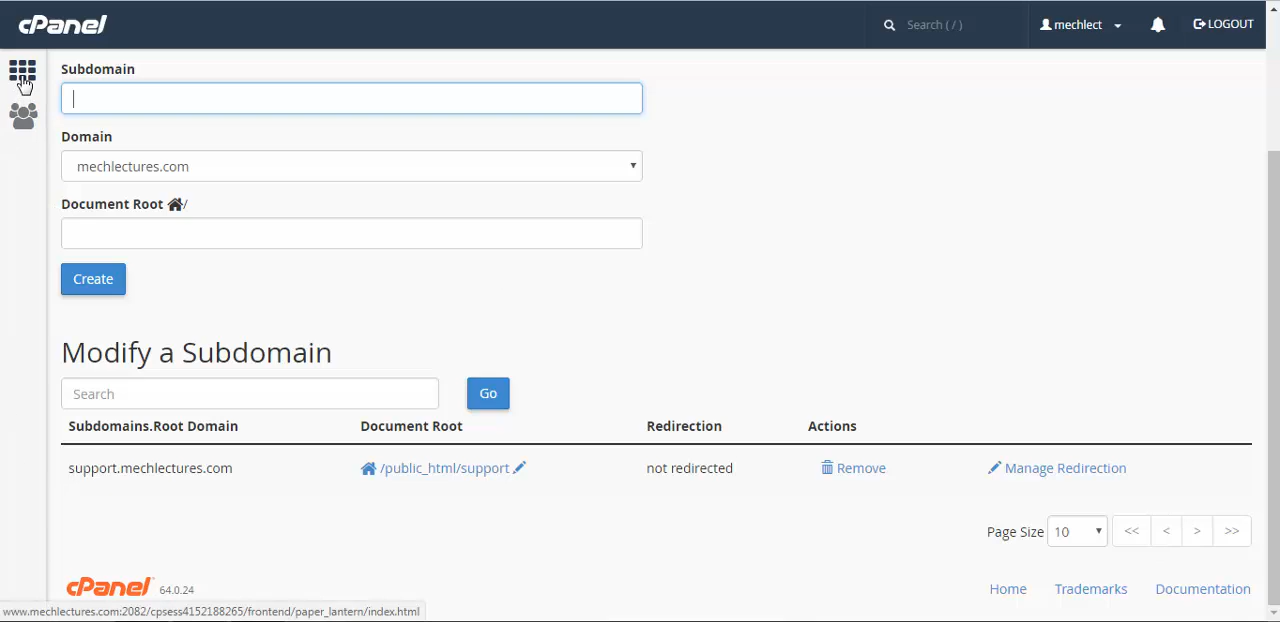 cPanel
Search ( / )
mechlect
LOGOUT
Subdomain
Domain
mechlectures.com
Document Root /
Create
Modify a Subdomain
Search
Go
Subdomains.Root Domain Document Root Redirection Actions
support.mechlectures.com /public_html/support not redirected Remove Manage Redirection
Page Size 10 << < > >>
cPanel 64.0.24 Home Trademarks Documentation
www.mechlectures.com:2082/cpsess4152188265/frontend/paper_lantern/index.html